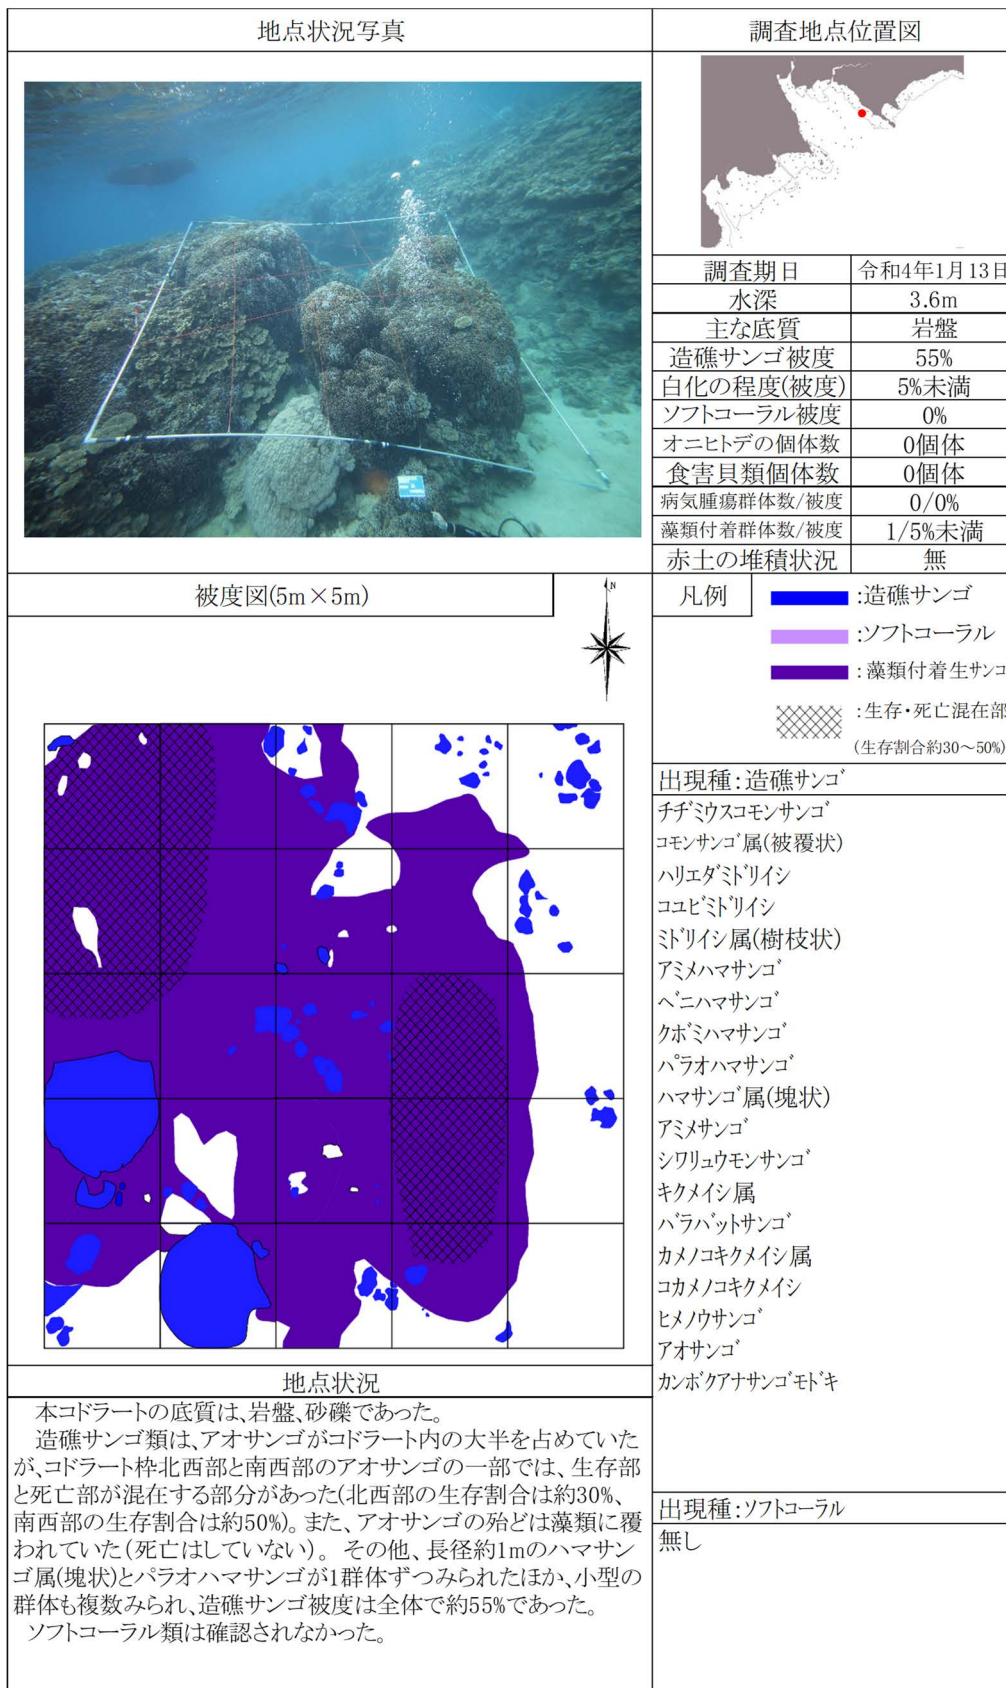 地点状況写真
調査地点位置図
調査期日 令和4年1月13日
水深 3.6m
主な底質 岩盤
造礁サンゴ被度 55%
白化の程度(被度) 5%未満
ソフトコーラル被度 0%
オニヒトデの個体数 0個体
食害貝類個体数 0個体
病気腫瘍群体数/被度 0/0%
藻類付着群体数/被度 1/5%未満
赤土の堆積状況 無
被度図(5m×5m)
N
凡例
:造礁サンゴ
:ソフトコーラル
:藻類付着生サンゴ
:生存・死亡混在部
(生存割合約30～50%)
出現種:造礁サンゴ
チヂミウスコモンサンゴ
コモンサンゴ属(被覆状)
ハリエダミドリイシ
コユビミドリイシ
ミドリイシ属(樹枝状)
アミメハマサンゴ
ベニハマサンゴ
クボミハマサンゴ
パラオハマサンゴ
ハマサンゴ属(塊状)
アミメサンゴ
シワリュウモンサンゴ
キクメイシ属
バラバットサンゴ
カメノコキクメイシ属
コカメノコキクメイシ
ヒメノウサンゴ
アオサンゴ
カンボクアナサンゴモドキ
出現種:ソフトコーラル
無し
地点状況
本コドラートの底質は、岩盤、砂礫であった。
造礁サンゴ類は、アオサンゴがコドラート内の大半を占めていた
が、コドラート枠北西部と南西部のアオサンゴの一部では、生存部
と死亡部が混在する部分があった(北西部の生存割合は約30%、
南西部の生存割合は約50%)。また、アオサンゴの殆どは藻類に覆
われていた(死亡はしていない)。その他、長径約1mのハマサン
ゴ属(塊状)とパラオハマサンゴが1群体ずつみられたほか、小型の
群体も複数みられ、造礁サンゴ被度は全体で約55%であった。
ソフトコーラル類は確認されなかった。